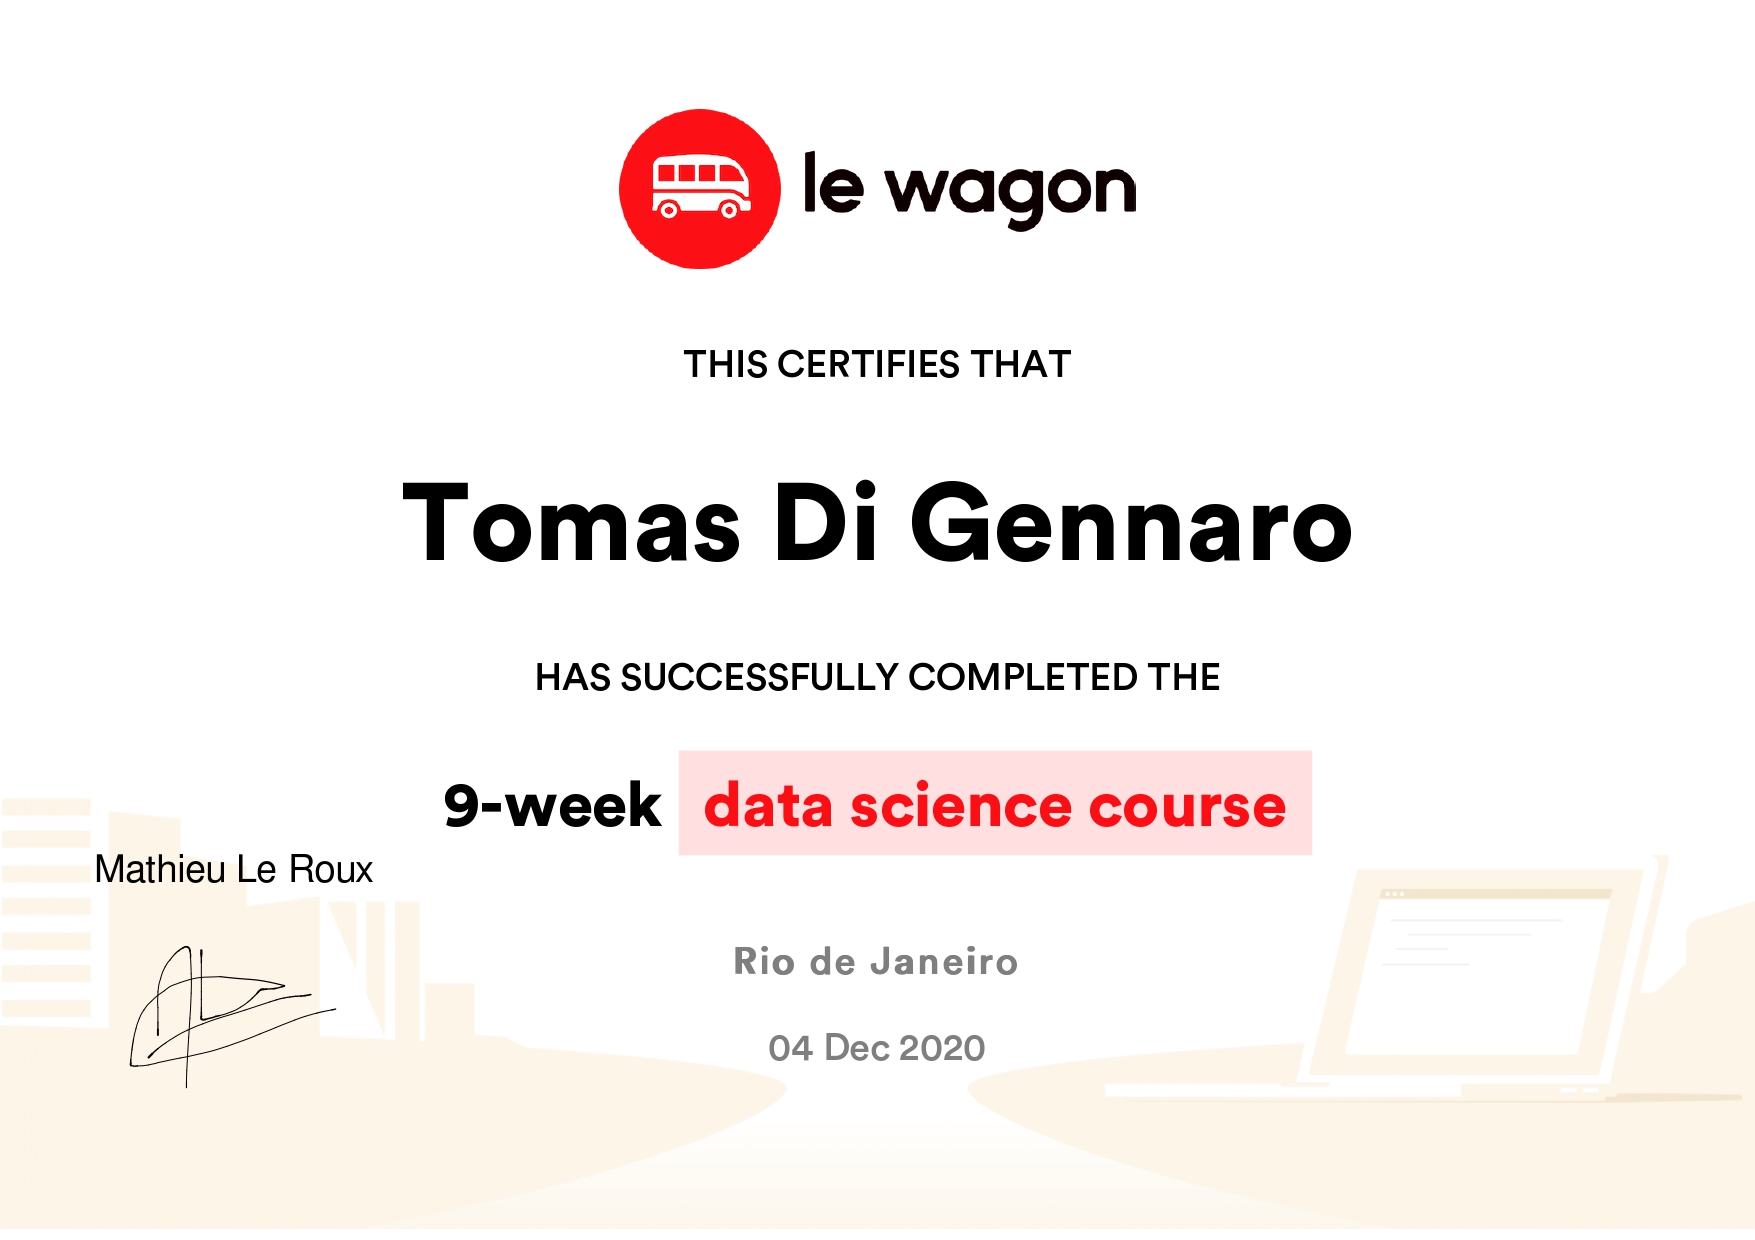 le wagon
THIS CERTIFIES THAT
Tomas Di Gennaro
HAS SUCCESSFULLY COMPLETED THE
9-week data science course
Mathieu Le Roux
Rio de Janeiro
04 Dec 2020